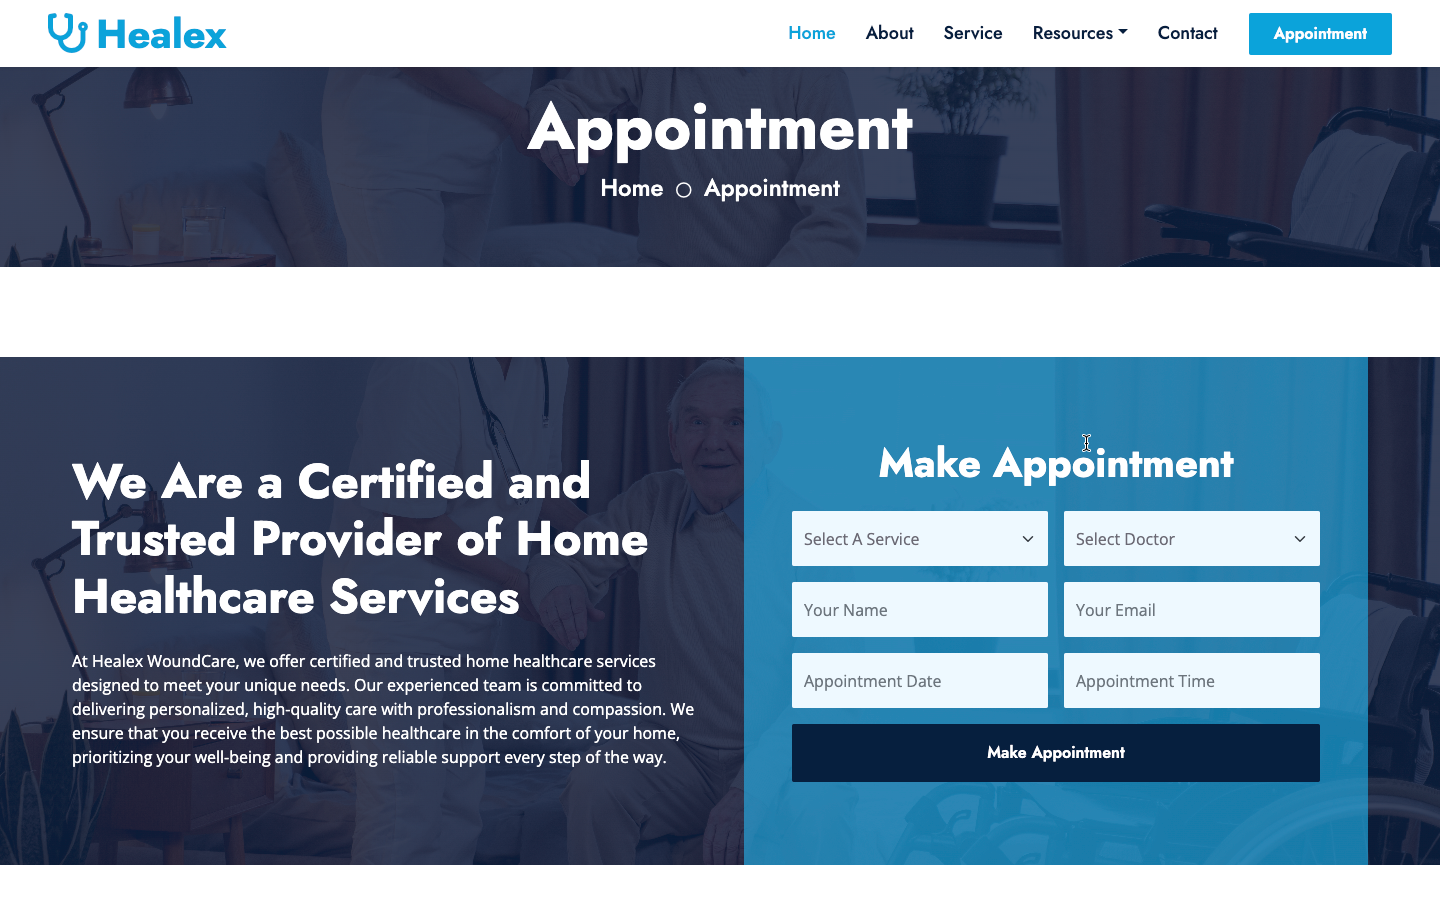 Healex
Home About Service Resources Contact Appointment
Appointment
Home Appointment
We Are a Certified and
Trusted Provider of Home
Healthcare Services
At Healex WoundCare, we offer certified and trusted home healthcare services
designed to meet your unique needs. Our experienced team is committed to
delivering personalized, high-quality care with professionalism and compassion. We
ensure that you receive the best possible healthcare in the comfort of your home,
prioritizing your well-being and providing reliable support every step of the way.
Make Appointment
Select A Service Select Doctor
Your Name Your Email
Appointment Date Appointment Time
Make Appointment